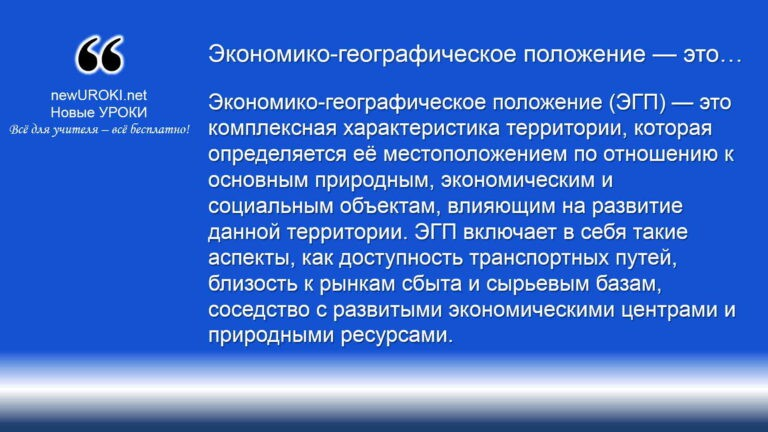 Экономико-географическое положение — это…
newUROKI.net
Новые УРОКИ
Всё для учителя – всё бесплатно!
Экономико-географическое положение (ЭГП) — это
комплексная характеристика территории, которая
определяется её местоположением по отношению к
основным природным, экономическим и
социальным объектам, влияющим на развитие
данной территории. ЭГП включает в себя такие
аспекты, как доступность транспортных путей,
близость к рынкам сбыта и сырьевым базам,
соседство с развитыми экономическими центрами и
природными ресурсами.